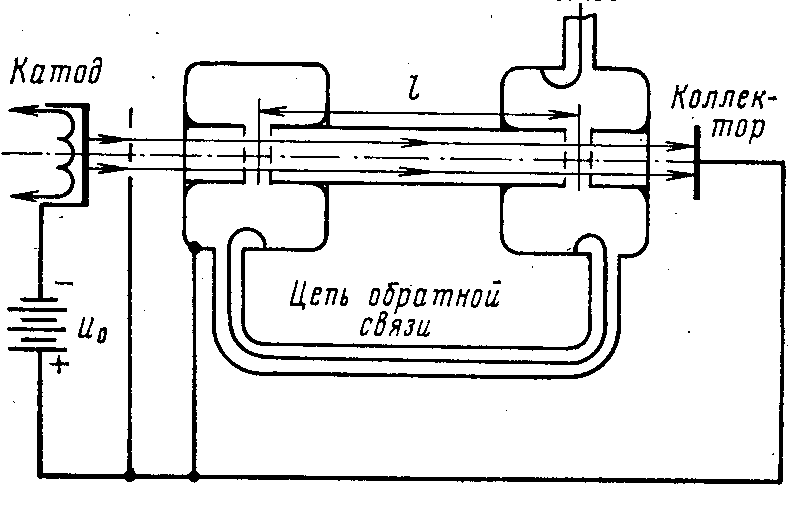 Катод
l
Коллек-
тор
Цепь обратной
связи
−
U₀
+